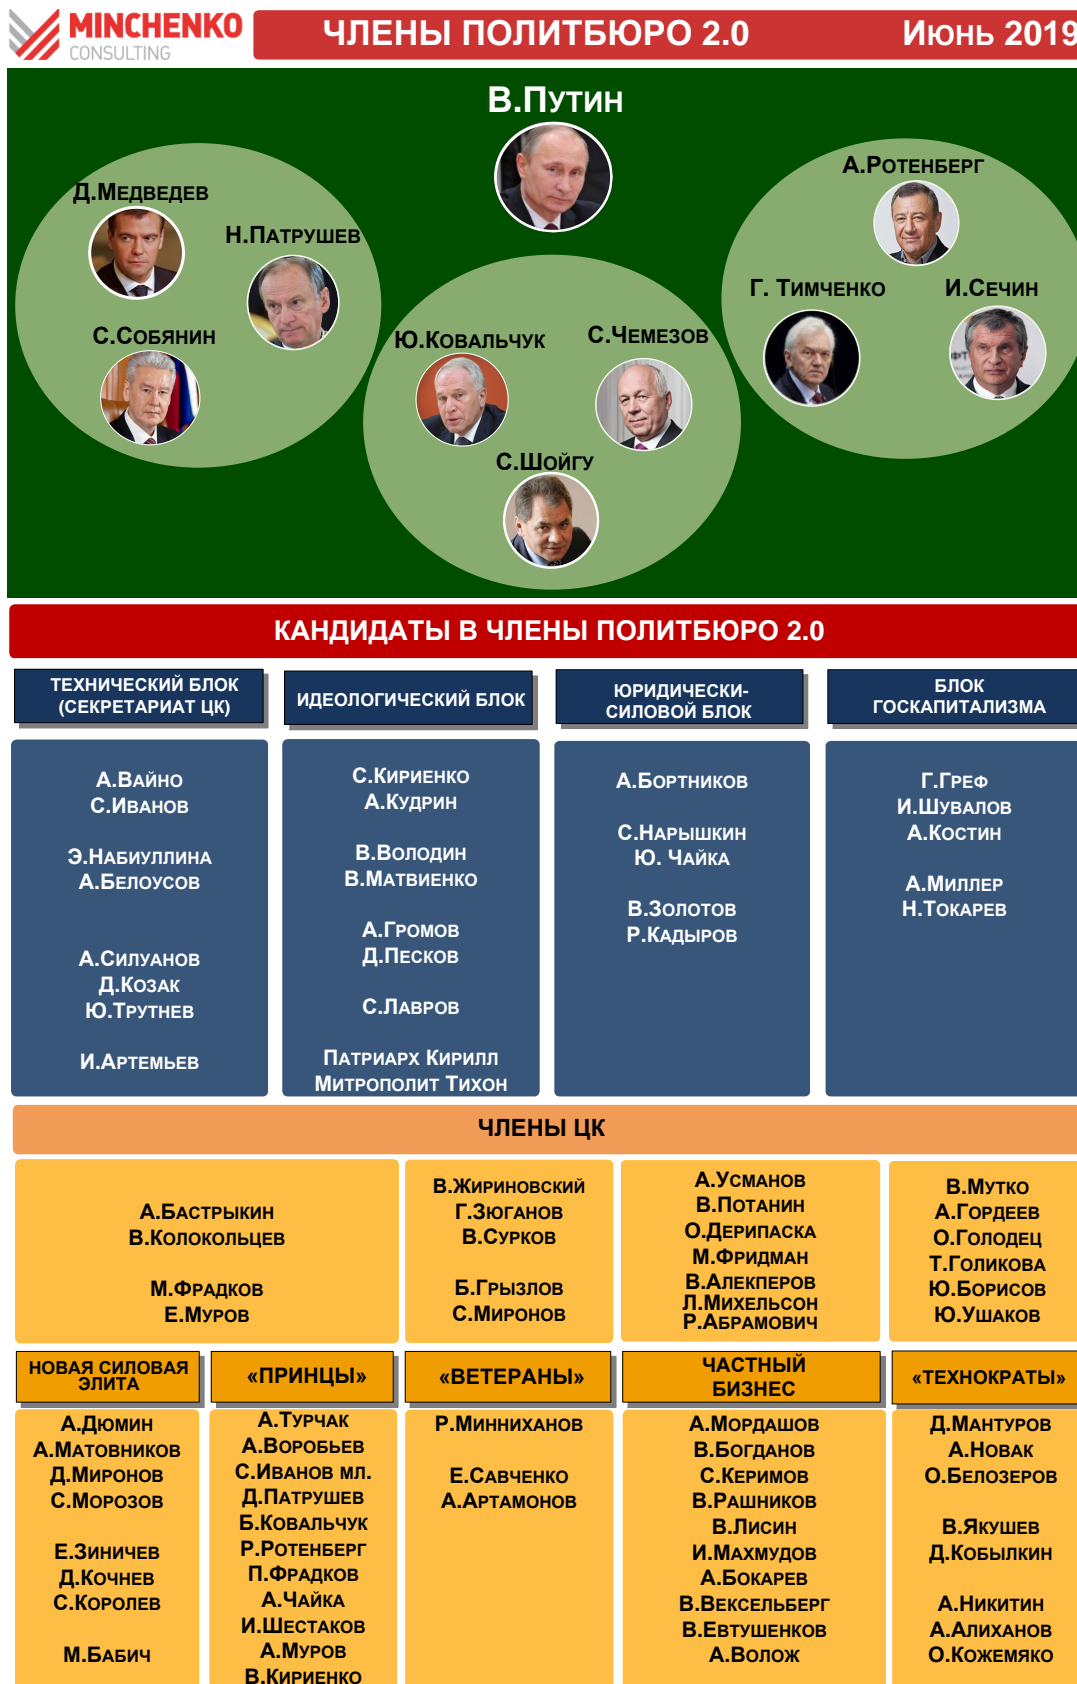 MINCHENKO
CONSULTING
ЧЛЕНЫ ПОЛИТБЮРО 2.0
Июнь 2019
В.Путин
Д.Медведев
Н.Патрушев
С.Собянин
Ю.Ковальчук
С.Чемезов
С.Шойгу
А.Ротенберг
Г. Тимченко
И.Сечин
КАНДИДАТЫ В ЧЛЕНЫ ПОЛИТБЮРО 2.0
ТЕХНИЧЕСКИЙ БЛОК
(СЕКРЕТАРИАТ ЦК)
А.Вайно
С.Иванов
Э.Набиуллина
А.Белоусов
А.Силуанов
Д.Козак
Ю.Трутнев
И.Артемьев
ИДЕОЛОГИЧЕСКИЙ БЛОК
С.Кириенко
А.Кудрин
В.Володин
В.Матвиенко
А.Громов
Д.Песков
С.Лавров
Патриарх Кирилл
Митрополит Тихон
ЮРИДИЧЕСКИ-
СИЛОВОЙ БЛОК
А.Бортников
С.Нарышкин
Ю. Чайка
В.Золотов
Р.Кадыров
БЛОК
ГОСКАПИТАЛИЗМА
Г.Греф
И.Шувалов
А.Костин
А.Миллер
Н.Токарев
ЧЛЕНЫ ЦК
А.Бастрыкин
В.Колокольцев
М.Фрадков
Е.Муров
В.Жириновский
Г.Зюганов
В.Сурков
Б.Грызлов
С.Миронов
А.Усманов
В.Потанин
О.Дерипаска
М.Фридман
В.Алекперов
Л.Михельсон
Р.Абрамович
В.Мутко
А.Гордеев
О.Голодец
Т.Голикова
Ю.Борисов
Ю.Ушаков
НОВАЯ СИЛОВАЯ
ЭЛИТА
А.Дюмин
А.Матовников
Д.Миронов
С.Морозов
Е.Зиничев
Д.Кочнев
С.Королев
М.Бабич
«ПРИНЦЫ»
А.Турчак
А.Воробьев
С.Иванов мл.
Д.Патрушев
Б.Ковальчук
Р.Ротенберг
П.Фрадков
А.Чайка
И.Шестаков
А.Муров
В.Кириенко
«ВЕТЕРАНЫ»
Р.Минниханов
Е.Савченко
А.Артамонов
ЧАСТНЫЙ
БИЗНЕС
А.Мордашов
В.Богданов
С.Керимов
В.Рашников
В.Лисин
И.Махмудов
А.Бокарев
В.Вексельберг
В.Евтушенков
А.Волож
«ТЕХНОКРАТЫ»
Д.Мантуров
А.Новак
О.Белозеров
В.Якушев
Д.Кобылкин
А.Никитин
А.Алиханов
О.Кожемяко